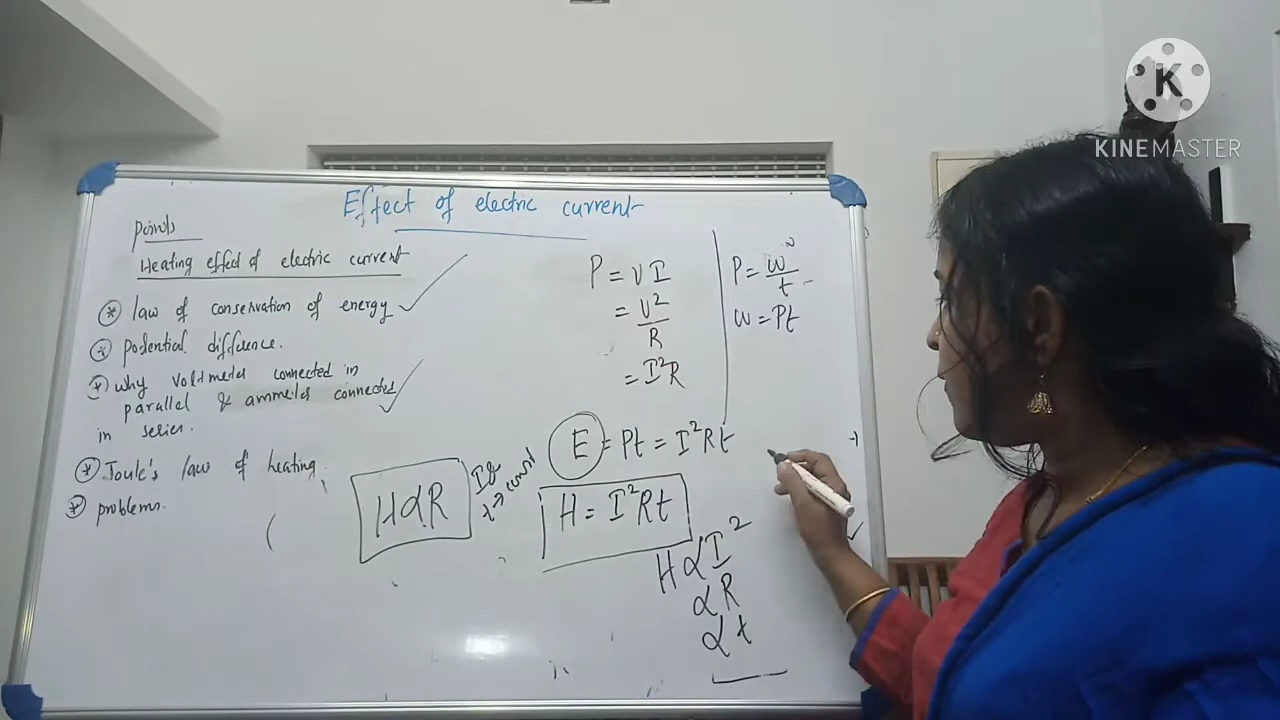 Effect of electric current
points
Heating effect of electric current
* law of conservation of energy ✓
* potential difference.
* why voltmeter connected in
parallel & ammeter connected ✓
in series.
* Joule's law of heating.
* problems.
P = VI
= V²
R
= I²R
P = W
t
W = Pt
E = Pt = I²Rt
H = I²Rt
H ∝ R
const
H ∝ I²
∝ R
∝ t
K
KINEMASTER